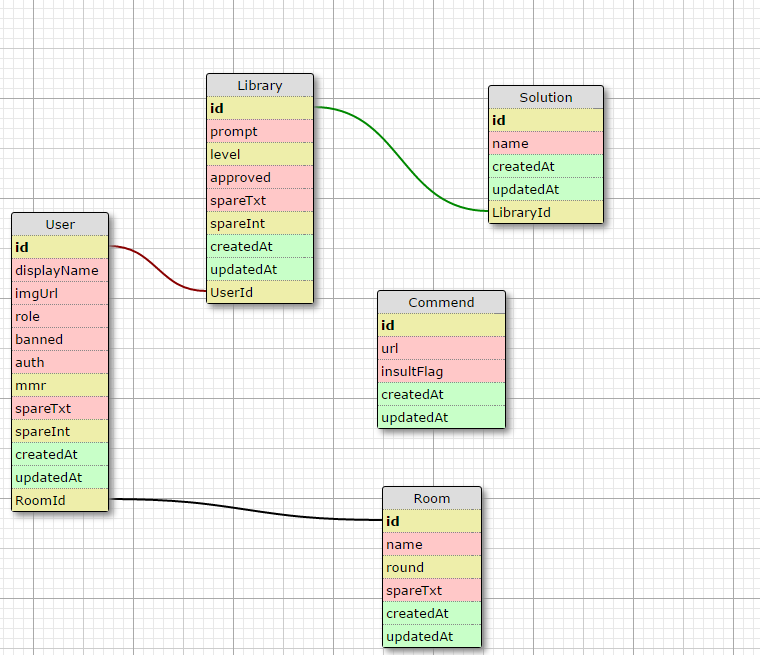 Library
id
prompt
level
approved
spareTxt
spareInt
createdAt
updatedAt
UserId
Solution
id
name
createdAt
updatedAt
LibraryId
User
id
displayName
imgUrl
role
banned
auth
mmr
spareTxt
spareInt
createdAt
updatedAt
RoomId
Commend
id
url
insultFlag
createdAt
updatedAt
Room
id
name
round
spareTxt
createdAt
updatedAt